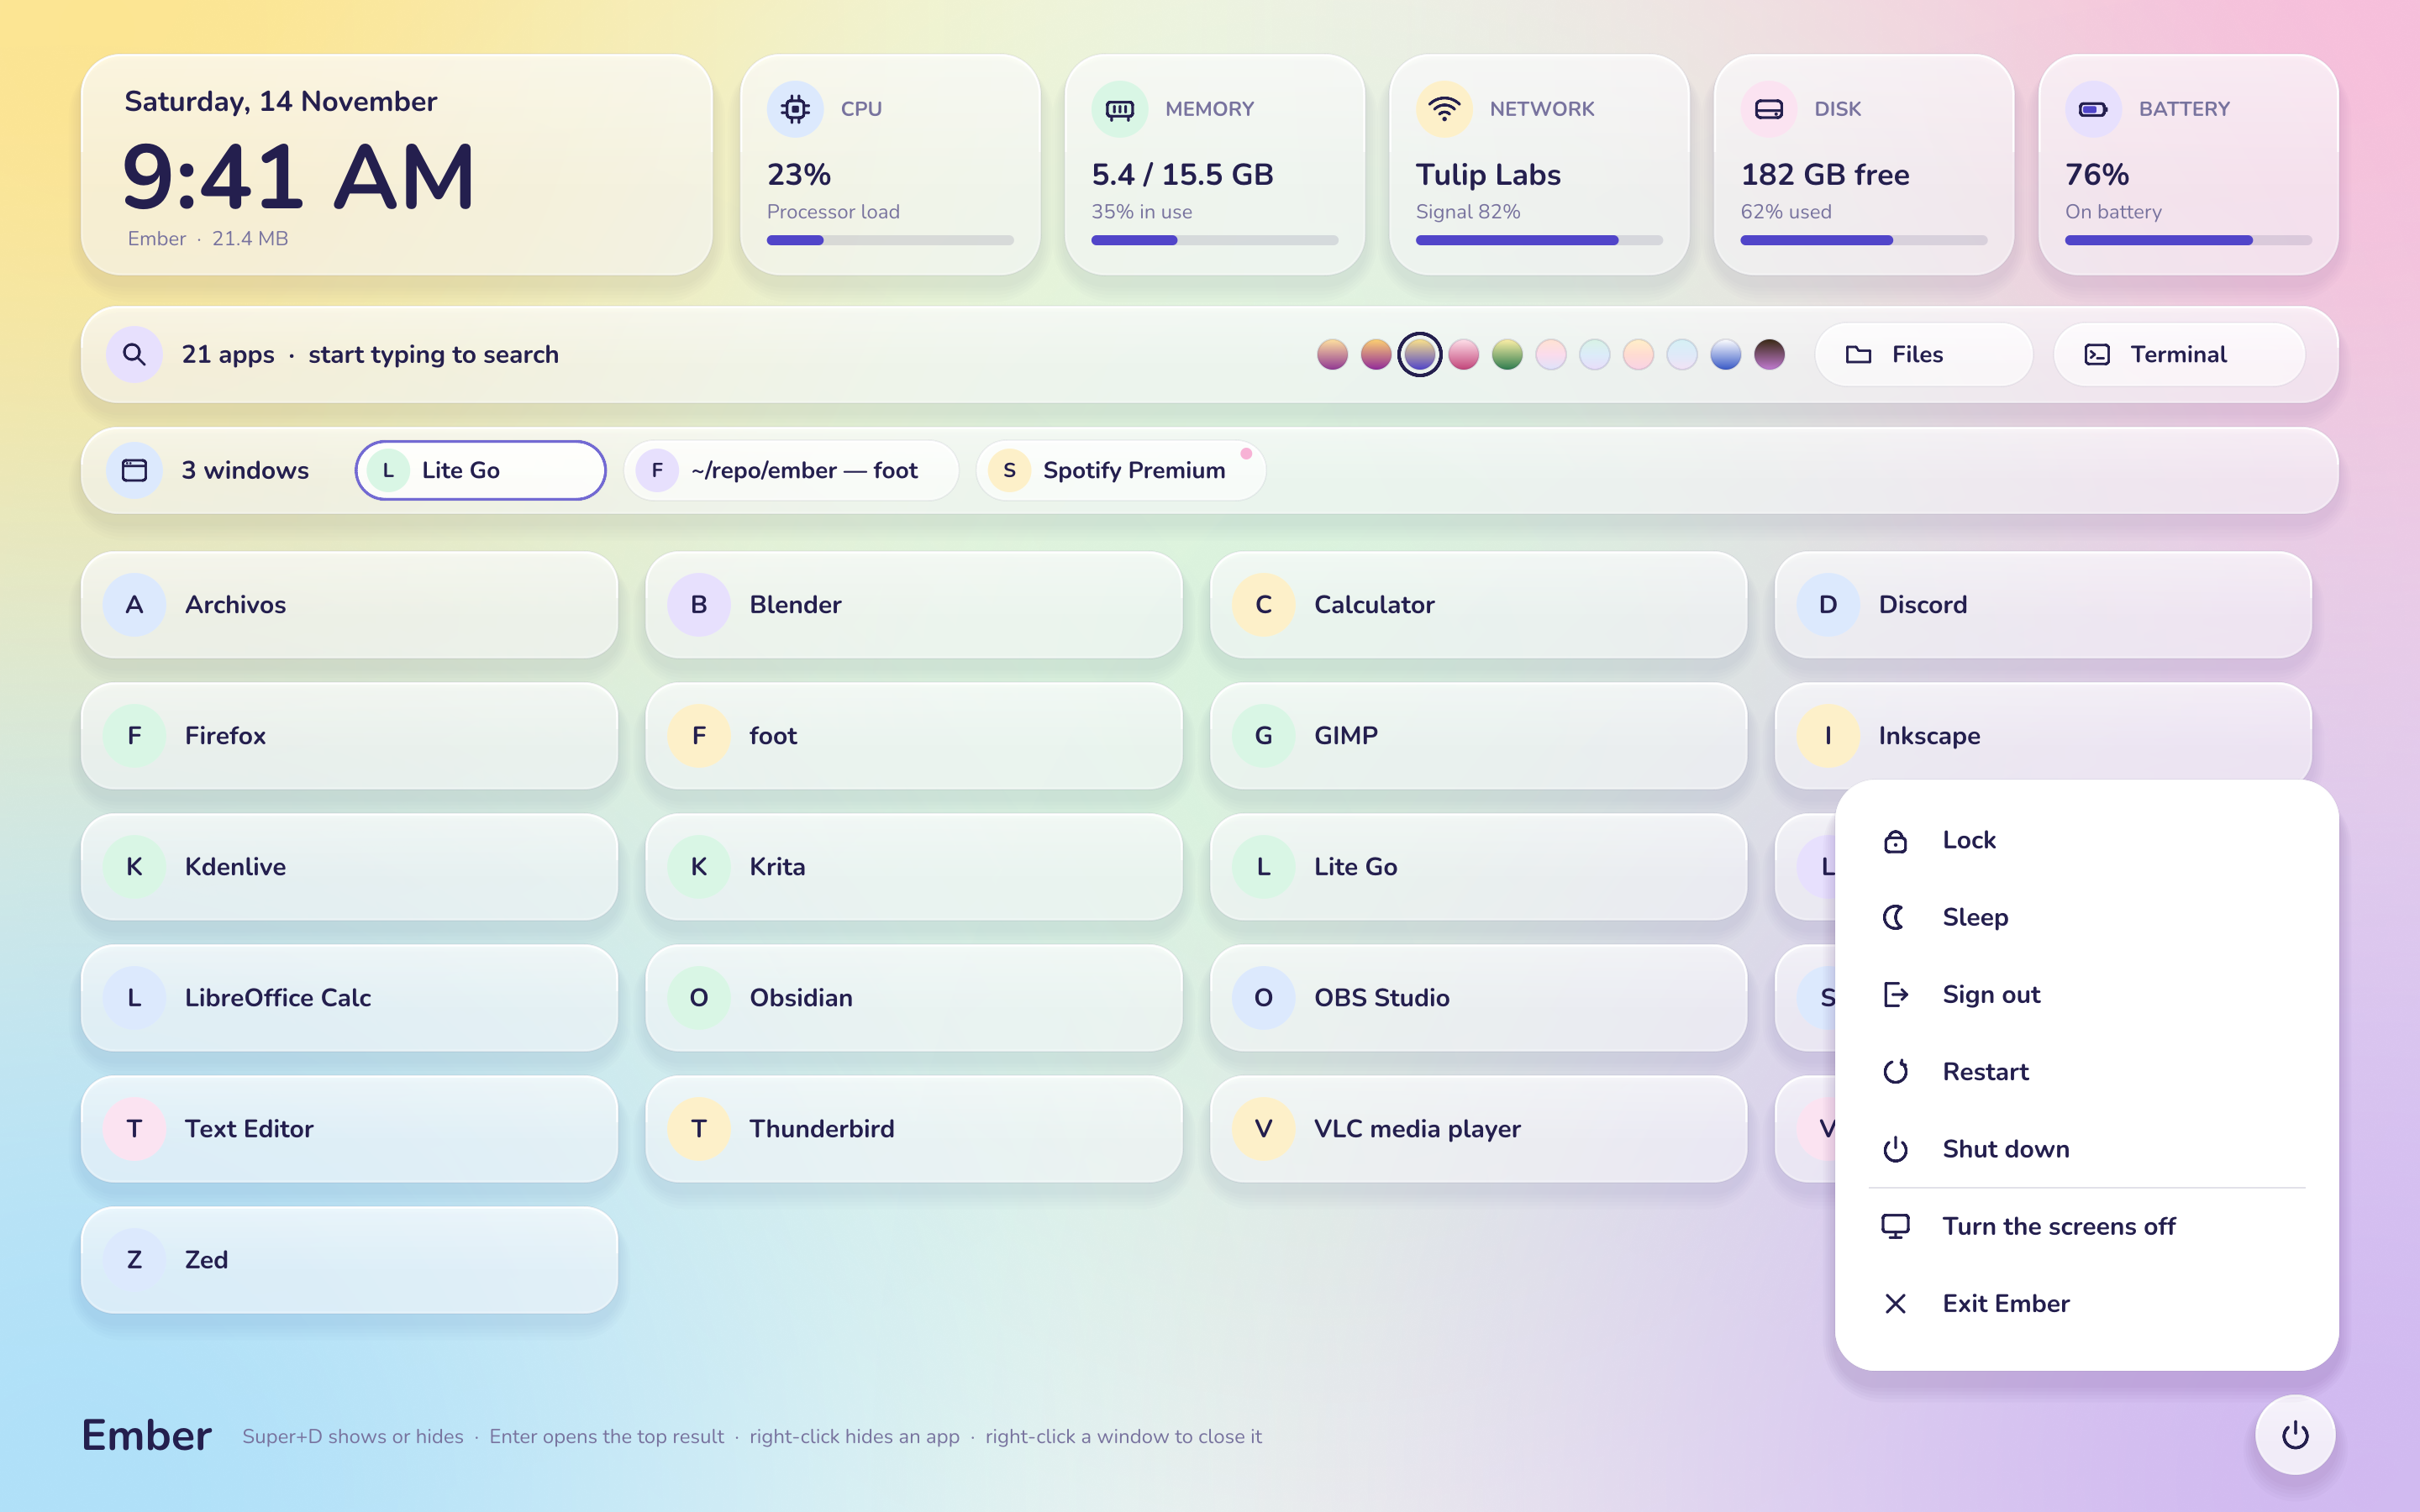 Saturday, 14 November
9:41 AM
Ember · 21.4 MB
CPU
23%
Processor load
MEMORY
5.4 / 15.5 GB
35% in use
NETWORK
Tulip Labs
Signal 82%
DISK
182 GB free
62% used
BATTERY
76%
On battery
21 apps · start typing to search
Files
Terminal
3 windows
L Lite Go
F ~/repo/ember — foot
S Spotify Premium
A Archivos
B Blender
C Calculator
D Discord
F Firefox
F foot
G GIMP
I Inkscape
K Kdenlive
K Krita
L Lite Go
L
L LibreOffice Calc
O Obsidian
O OBS Studio
S
T Text Editor
T Thunderbird
V VLC media player
V
Z Zed
Lock
Sleep
Sign out
Restart
Shut down
Turn the screens off
Exit Ember
Ember
Super+D shows or hides · Enter opens the top result · right-click hides an app · right-click a window to close it